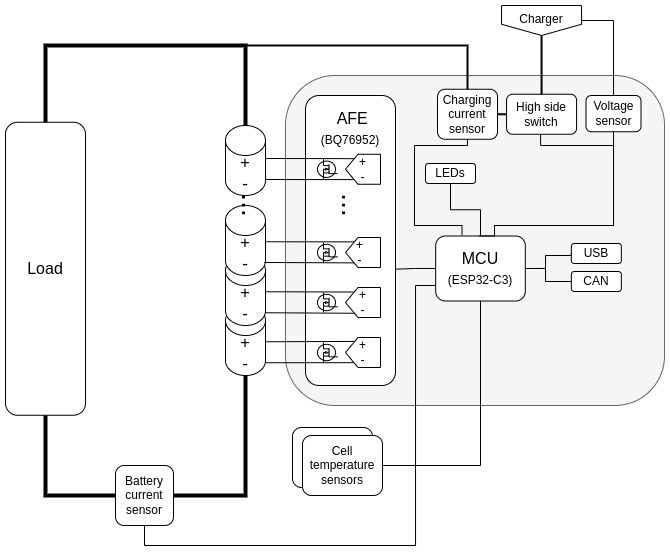 Charger
Charging
current
sensor
High side
switch
Voltage
sensor
AFE
(BQ76952)
+
-
+
-
LEDs
+
-
+
-
Load
MCU
(ESP32-C3)
USB
CAN
+
-
+
-
+
-
+
-
Cell
temperature
sensors
Battery
current
sensor